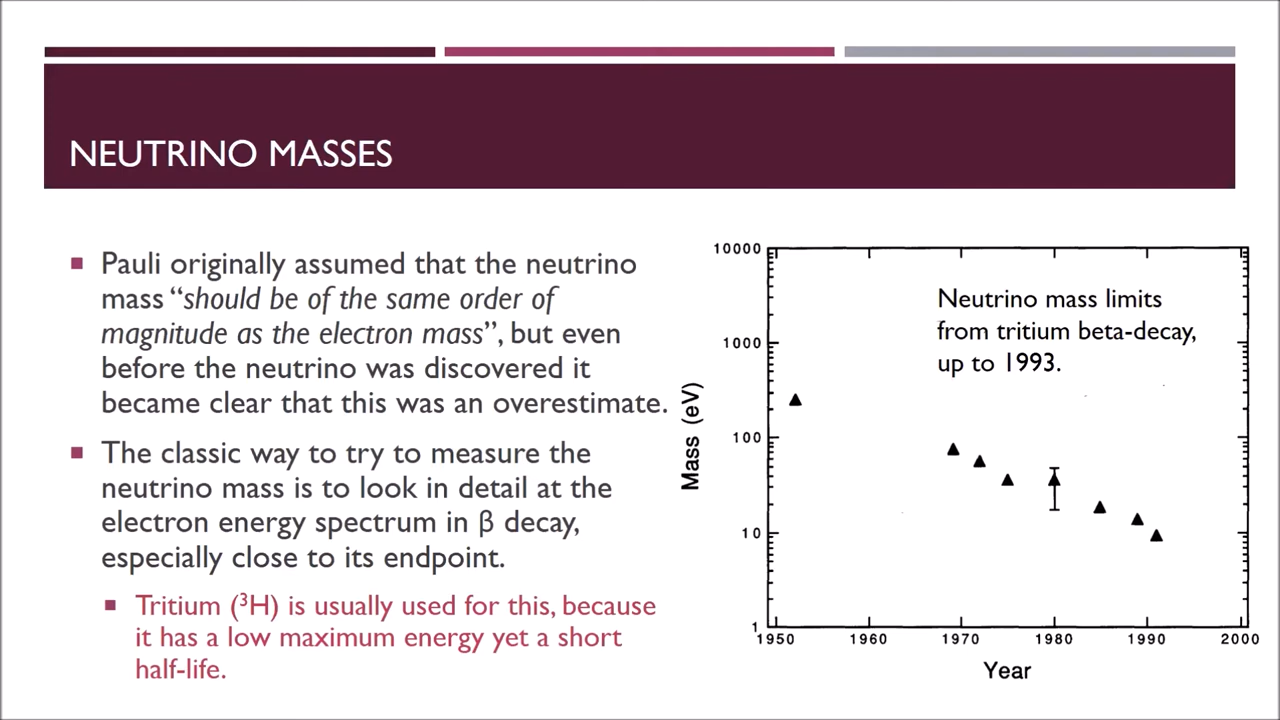 NEUTRINO MASSES
■ Pauli originally assumed that the neutrino
mass “should be of the same order of
magnitude as the electron mass”, but even
before the neutrino was discovered it
became clear that this was an overestimate.
■ The classic way to try to measure the
neutrino mass is to look in detail at the
electron energy spectrum in β decay,
especially close to its endpoint.
■ Tritium (³H) is usually used for this, because
it has a low maximum energy yet a short
half-life.
Neutrino mass limits
from tritium beta-decay,
up to 1993.
Mass (eV)
10000
1000
100
10
1
1950 1960 1970 1980 1990 2000
Year